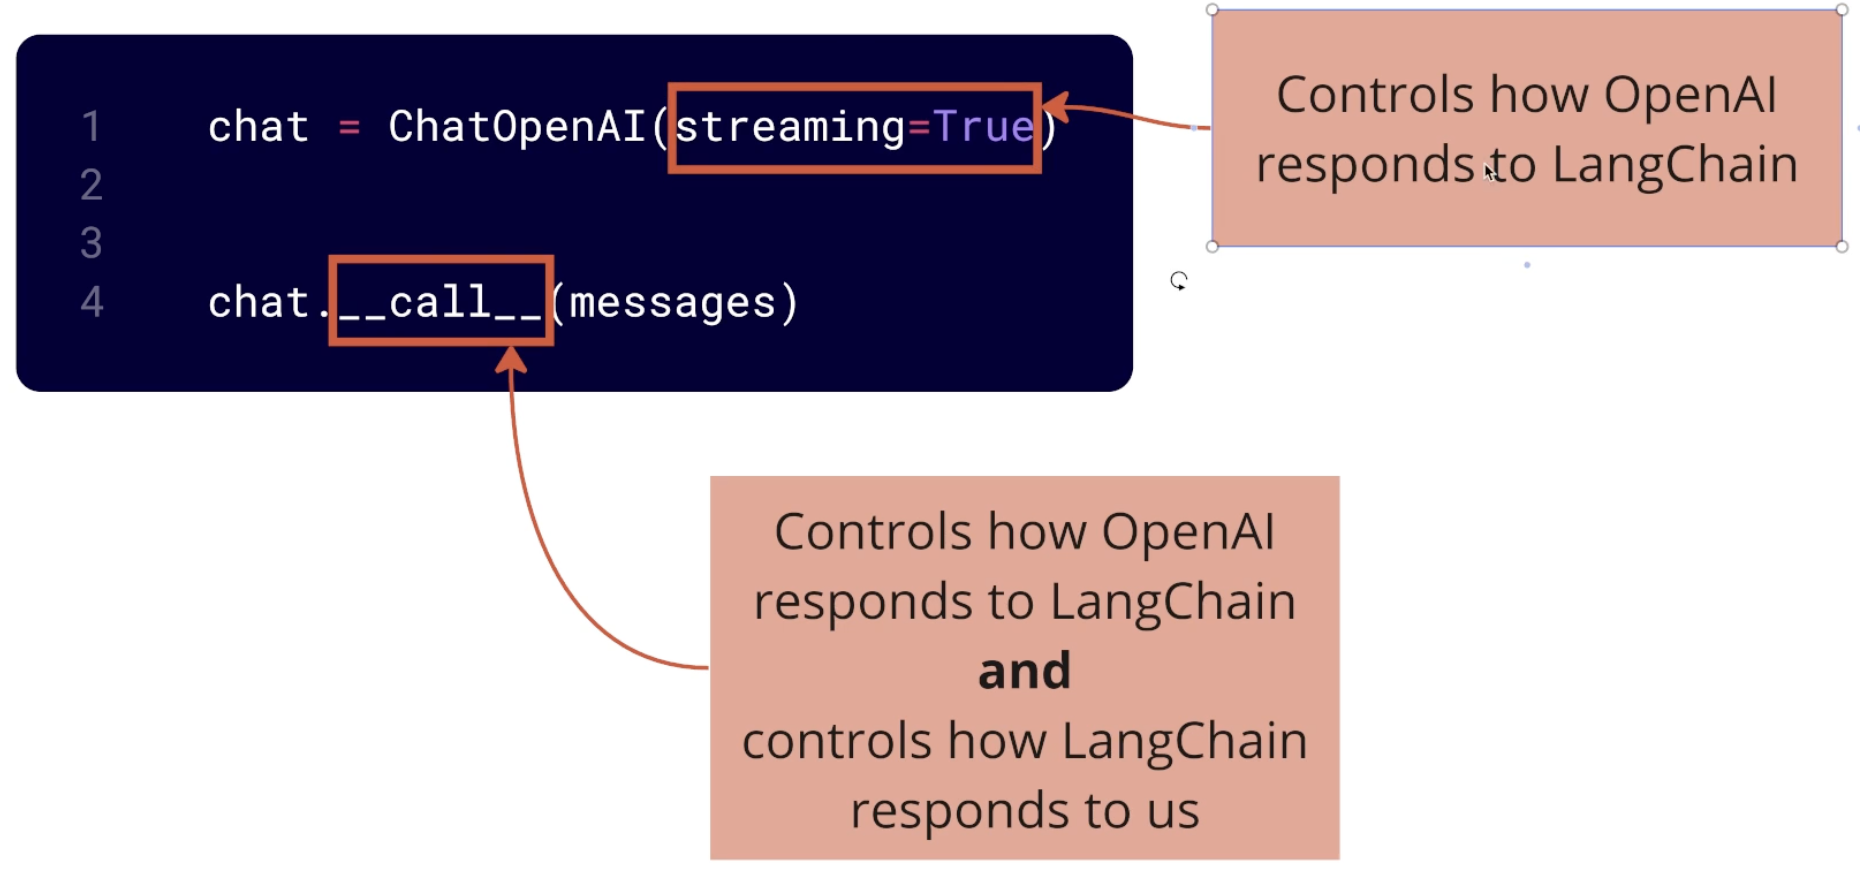 1 chat = ChatOpenAI(streaming=True)
2
3
4 chat.__call__(messages)
Controls how OpenAI
responds to LangChain
Controls how OpenAI
responds to LangChain
and
controls how LangChain
responds to us